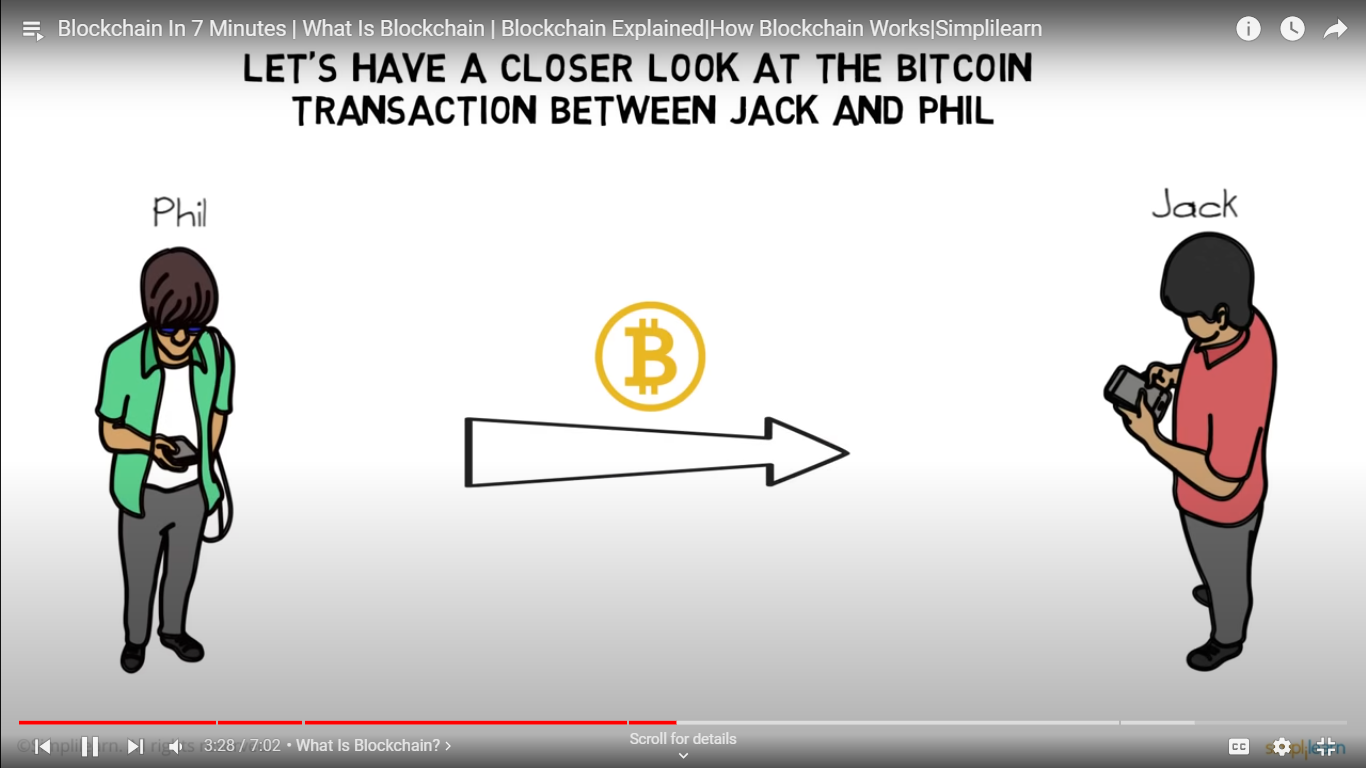 Blockchain In 7 Minutes | What Is Blockchain | Blockchain Explained|How Blockchain Works|Simplilearn
LET'S HAVE A CLOSER LOOK AT THE BITCOIN
TRANSACTION BETWEEN JACK AND PHIL
Phil
Jack
Scroll for details
3:28 / 7:02 • What Is Blockchain? ›
CC